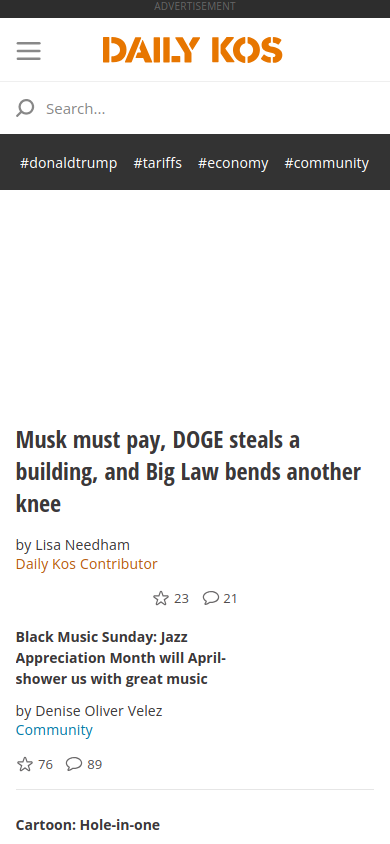 ADVERTISEMENT
DAILY KOS
Search...
#donaldtrump #tariffs #economy #community
Musk must pay, DOGE steals a
building, and Big Law bends another
knee
by Lisa Needham
Daily Kos Contributor
23 21
Black Music Sunday: Jazz
Appreciation Month will April-
shower us with great music
by Denise Oliver Velez
Community
76 89
Cartoon: Hole-in-one